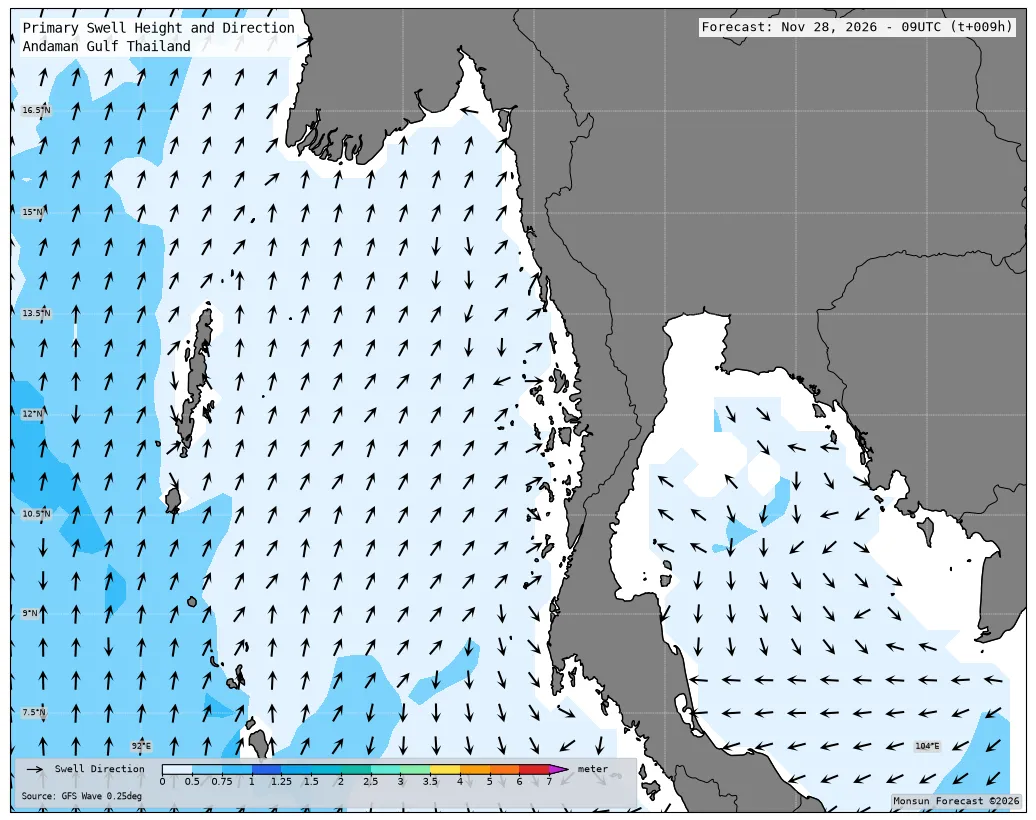 Primary Swell Height and Direction
Andaman Gulf Thailand
Forecast: Nov 28, 2026 - 09UTC (t+009h)
16.5°N
15°N
13.5°N
12°N
10.5°N
9°N
7.5°N
92°E
104°E
Swell Direction
0 0.5 0.75 1 1.25 1.5 2 2.5 3 3.5 4 5 6 7
meter
Source: GFS Wave 0.25deg
Monsun Forecast ©2026